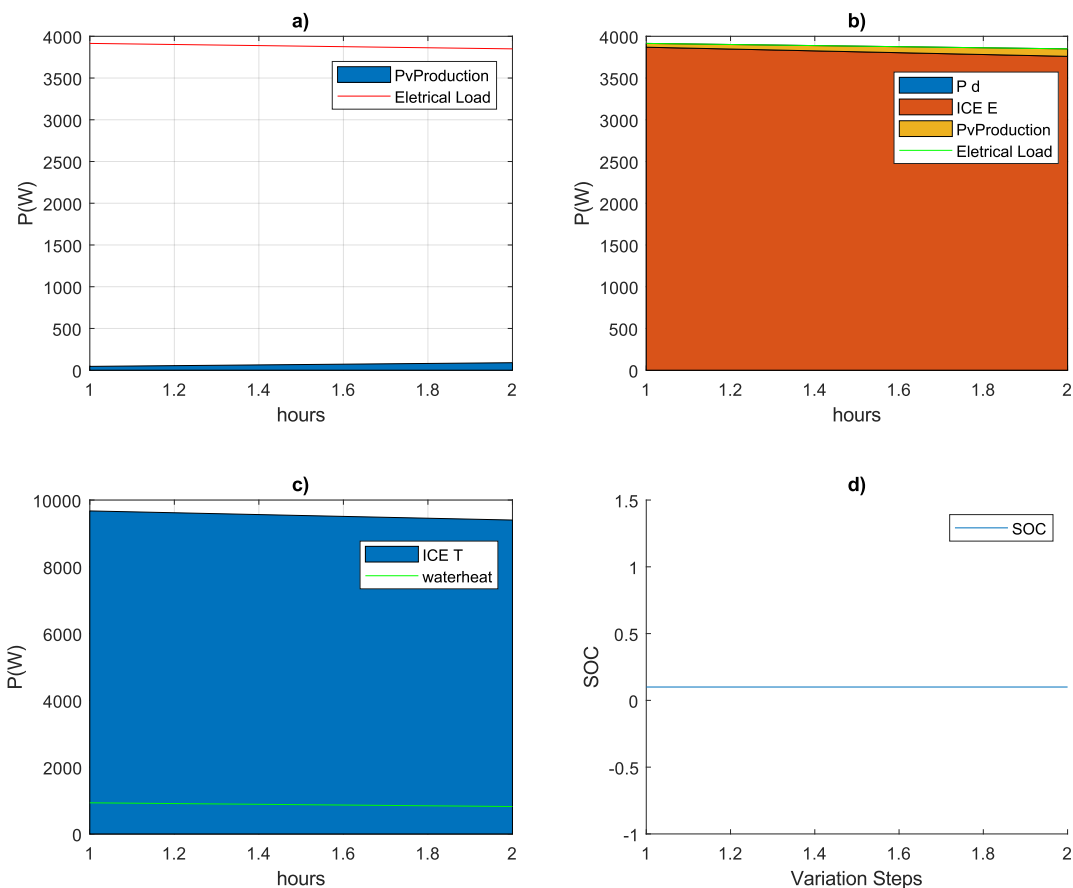 a)
4000
3500
3000
2500
2000
1500
1000
500
0
P(W)
PvProduction
Eletrical Load
1 1.2 1.4 1.6 1.8 2
hours
b)
4000
3500
3000
2500
2000
1500
1000
500
0
P(W)
P d
ICE E
PvProduction
Eletrical Load
1 1.2 1.4 1.6 1.8 2
hours
c)
10000
8000
6000
4000
2000
0
P(W)
ICE T
waterheat
1 1.2 1.4 1.6 1.8 2
hours
d)
1.5
1
0.5
0
-0.5
-1
SOC
SOC
1 1.2 1.4 1.6 1.8 2
Variation Steps